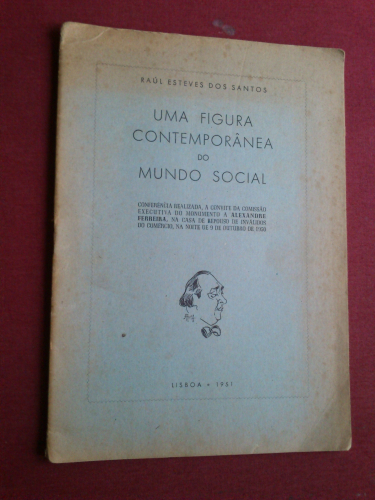 RAÚL ESTEVES DOS SANTOS
UMA FIGURA
CONTEMPORÂNEA
DO
MUNDO SOCIAL
CONFERÊNCIA REALIZADA, A CONVITE DA COMISSÃO
EXECUTIVA DO MONUMENTO A ALEXANDRE
FERREIRA, NA CASA DE REPOUSO DE INVÁLIDOS
DO COMÉRCIO, NA NOITE DE 9 DE OUTUBRO DE 1950
LISBOA • 1951